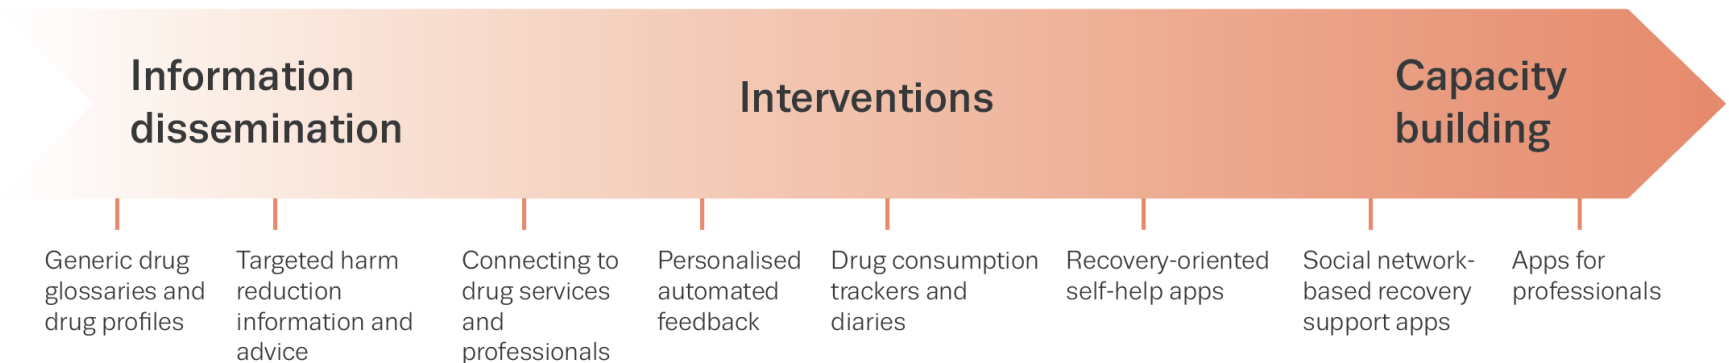 Information
dissemination
Interventions
Capacity
building
Generic drug
glossaries and
drug profiles
Targeted harm
reduction
information and
advice
Connecting to
drug services
and
professionals
Personalised
automated
feedback
Drug consumption
trackers and
diaries
Recovery-oriented
self-help apps
Social network-
based recovery
support apps
Apps for
professionals